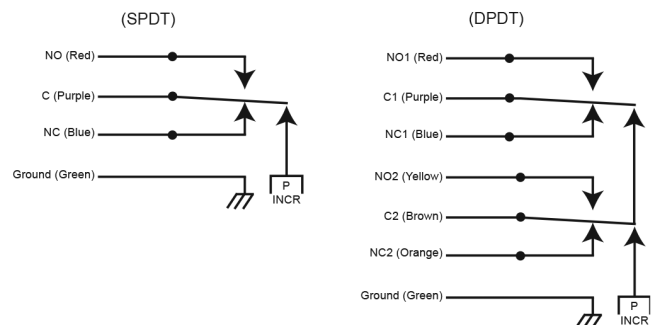 (SPDT)
NO (Red)
C (Purple)
NC (Blue)
Ground (Green)
P
INCR
(DPDT)
NO1 (Red)
C1 (Purple)
NC1 (Blue)
NO2 (Yellow)
C2 (Brown)
NC2 (Orange)
Ground (Green)
P
INCR